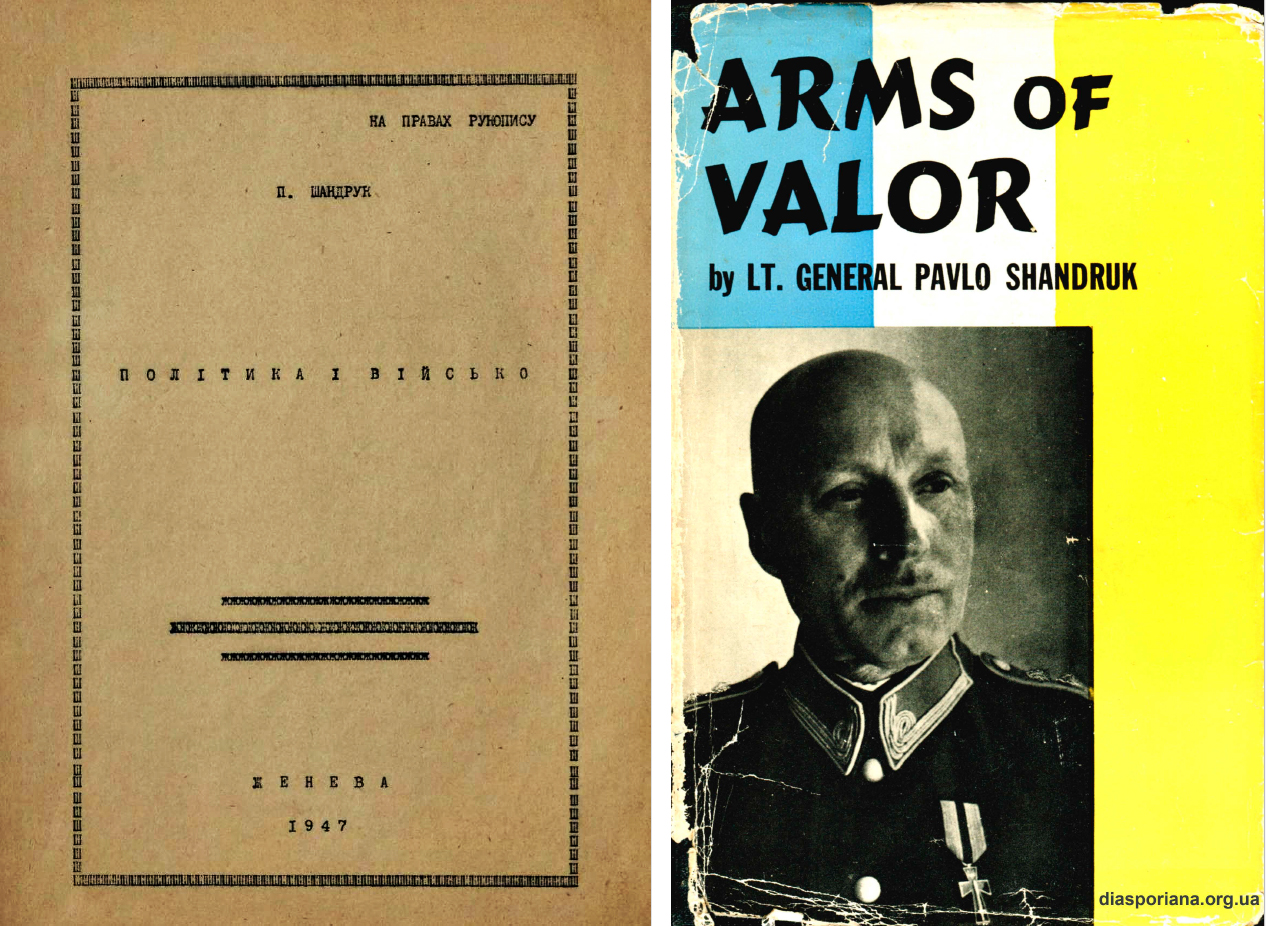 НА ПРАВАХ РУКОПИСУ
П. ШАНДРУК
ПОЛІТИКА І ВІЙСЬКО
ЖЕНЕВА
1947
ARMS OF
VALOR
by LT. GENERAL PAVLO SHANDRUK
diasporiana.org.ua